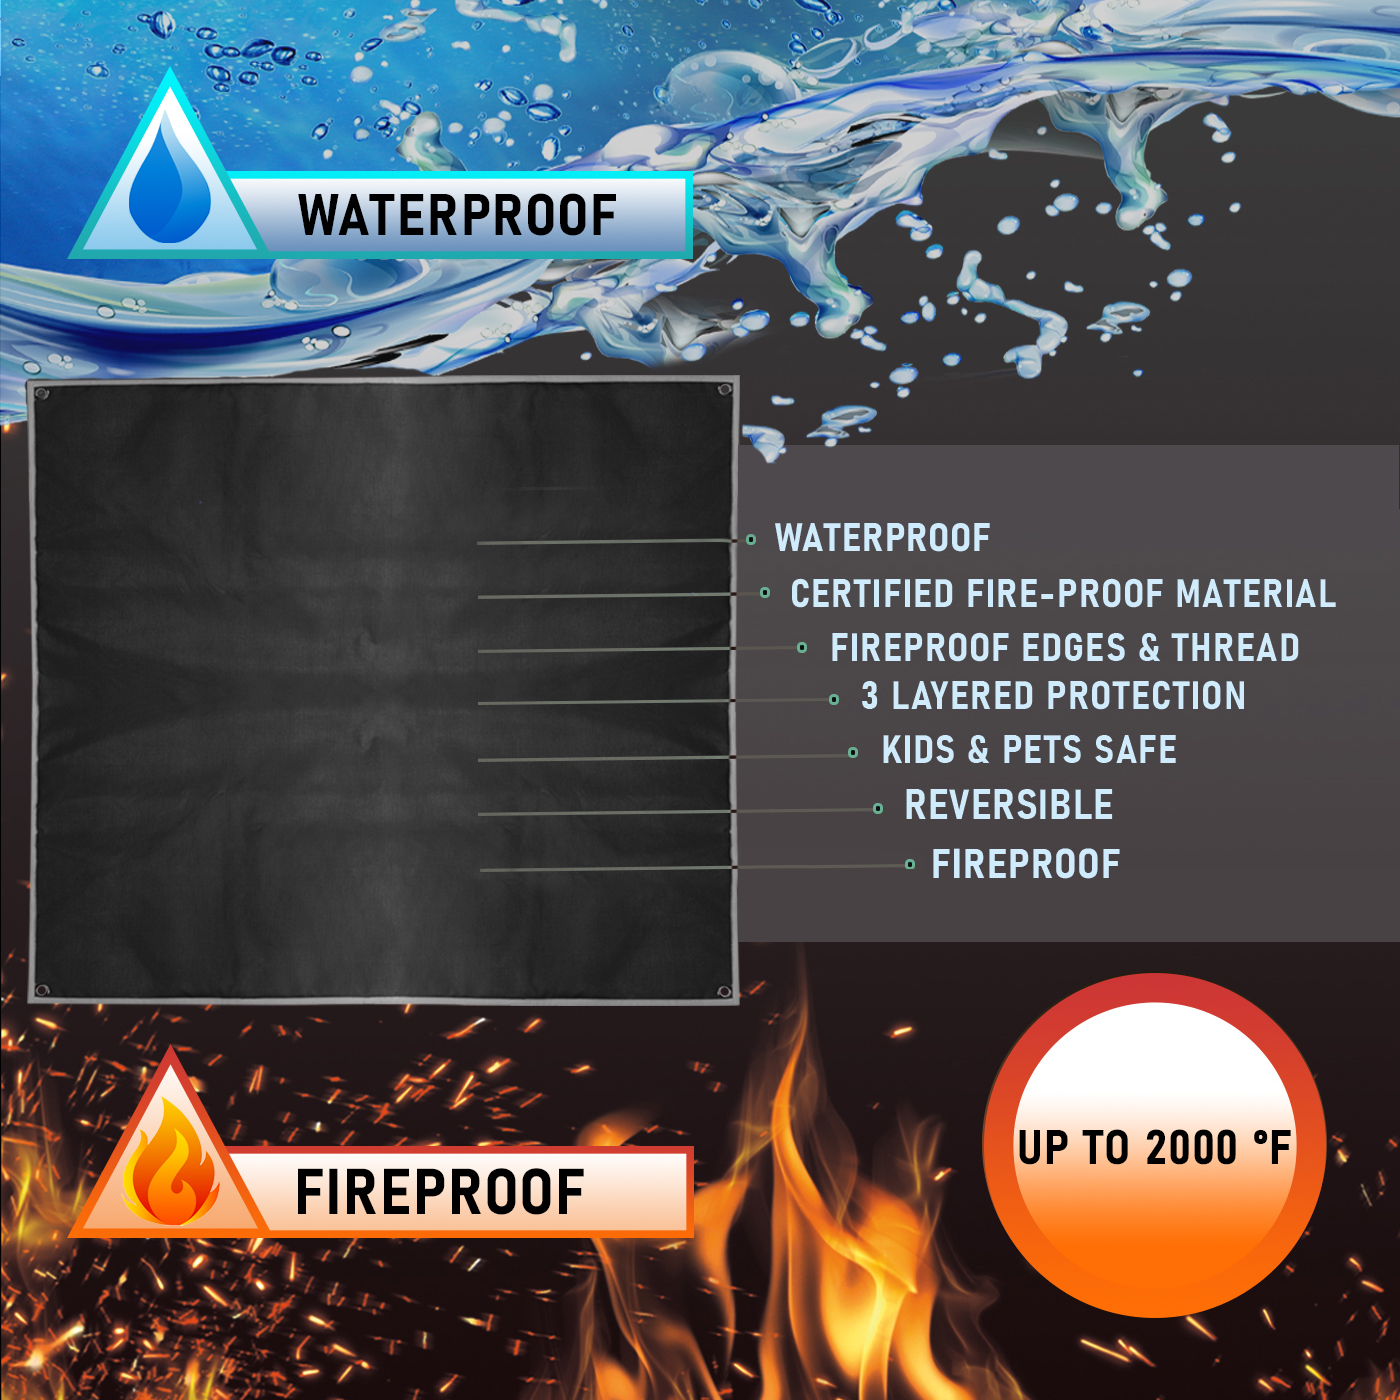 WATERPROOF
WATERPROOF
CERTIFIED FIRE-PROOF MATERIAL
FIREPROOF EDGES & THREAD
3 LAYERED PROTECTION
KIDS & PETS SAFE
REVERSIBLE
FIREPROOF
UP TO 2000 °F
FIREPROOF